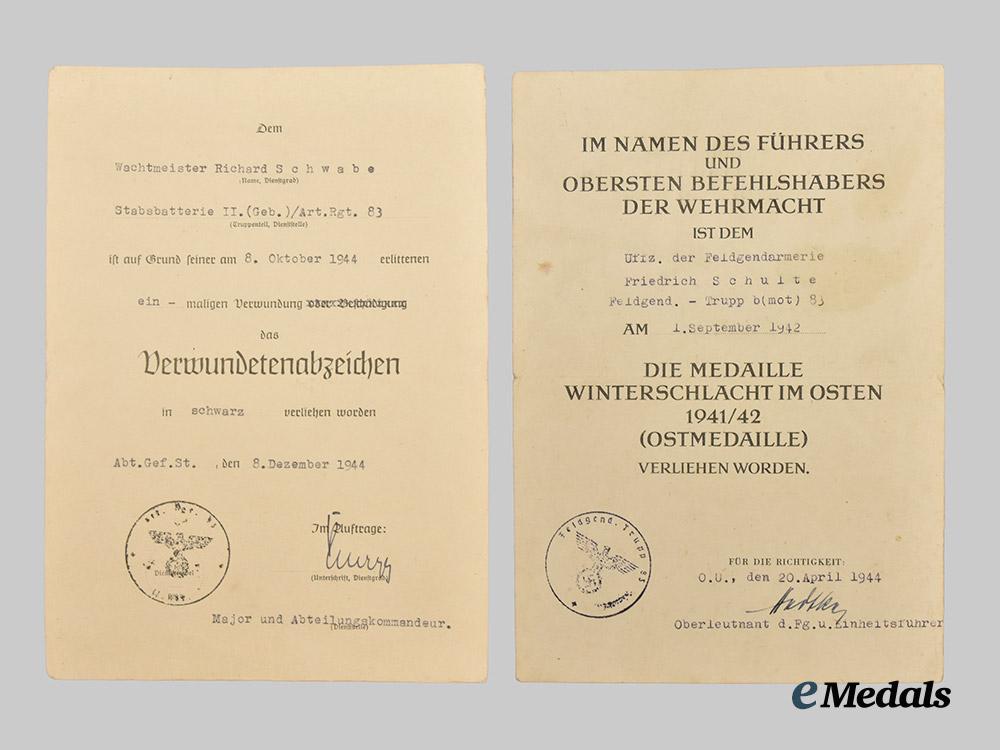 Dem
Wachtmeister Richard S c h w a b e
(Name, Dienstgrad)
Stabsbatterie II.(Geb.)/Art.Rgt. 83
(Truppenteil, Dienststelle)
ist auf Grund seiner am 8. Oktober 1944 erlittenen
ein - maligen Verwundung oder Beschädigung
das
Verwundetenabzeichen
in schwarz verliehen worden
Abt.Gef.St. , den 8.Dezember 1944
Im Auftrage:
(Unterschrift, Dienstgrad)
Major und Abteilungskommandeur.
(Dienststelle)
IM NAMEN DES FÜHRERS
UND
OBERSTEN BEFEHLSHABERS
DER WEHRMACHT
IST DEM
Uffz. der Feldgendarmerie
Friedrich S c h u l t e
Feldgend. - Trupp b(mot) 83
AM 1.September 1942
DIE MEDAILLE
WINTERSCHLACHT IM OSTEN
1941/42
(OSTMEDAILLE)
VERLIEHEN WORDEN.
Feldgend. Trupp 83
FÜR DIE RICHTIGKEIT:
O.U., den 20.April 1944
Oberleutnant d.Fg.u.Einheitsführer
eMedals